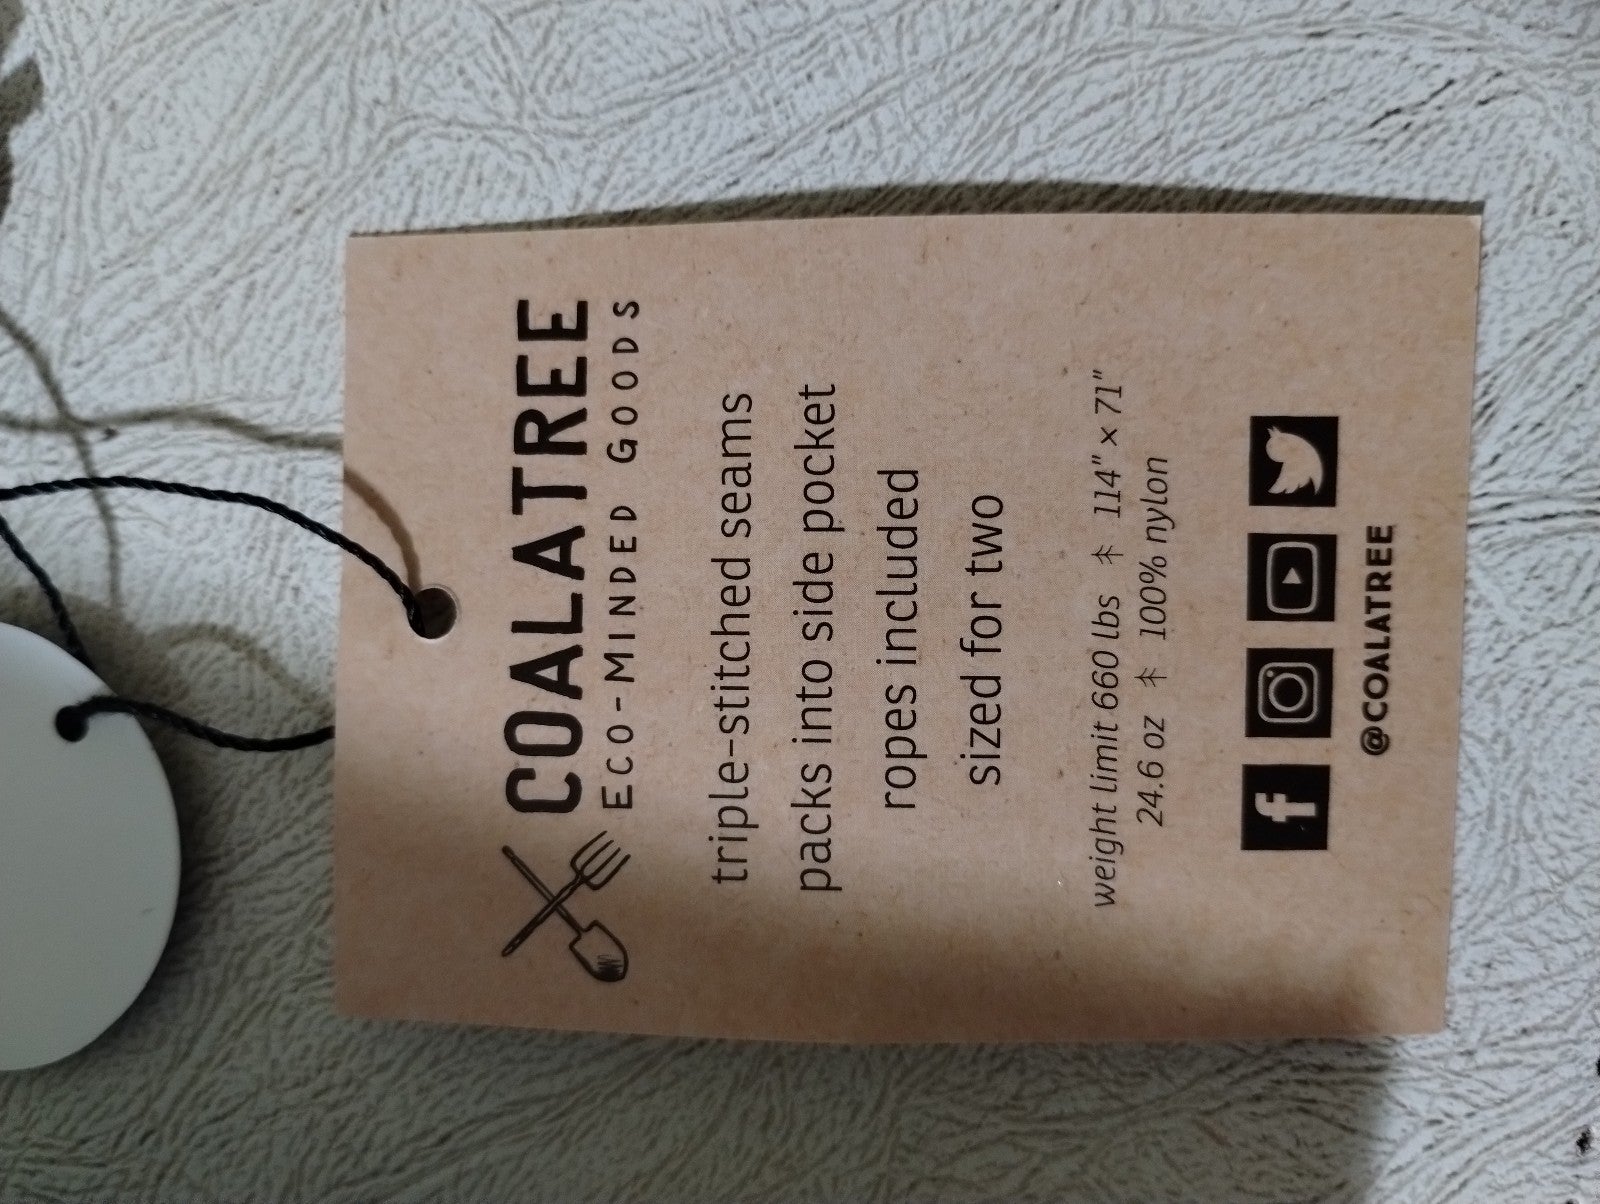 COALATREE
ECO-MINDED GOODS
triple-stitched seams
packs into side pocket
ropes included
sized for two
weight limit 660 lbs 114" × 71"
24.6 oz 100% nylon
@COALATREE